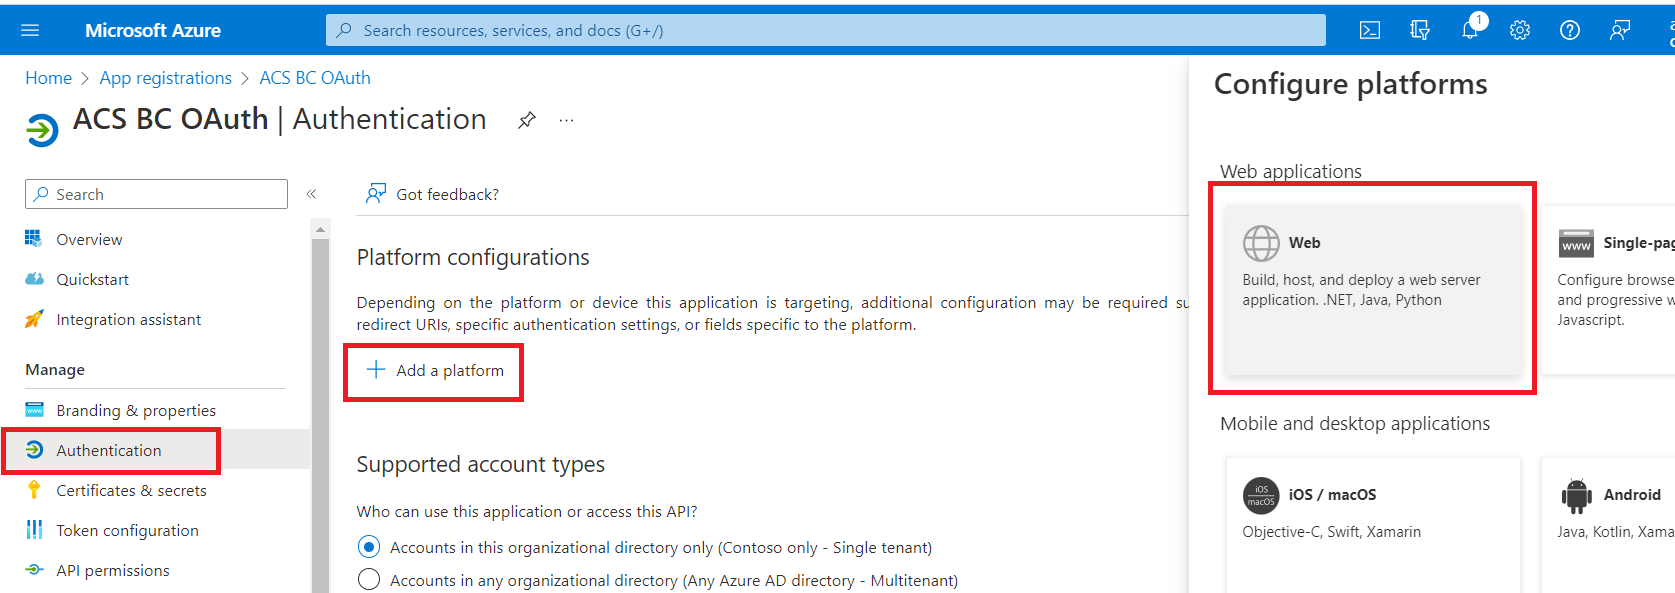 Microsoft Azure
Search resources, services, and docs (G+/)
1
Home > App registrations > ACS BC OAuth
ACS BC OAuth | Authentication
...
Search
«
Overview
Quickstart
Integration assistant
Manage
Branding & properties
Authentication
Certificates & secrets
Token configuration
API permissions
Got feedback?
Platform configurations
Depending on the platform or device this application is targeting, additional configuration may be required su
redirect URIs, specific authentication settings, or fields specific to the platform.
Add a platform
Supported account types
Who can use this application or access this API?
Accounts in this organizational directory only (Contoso only - Single tenant)
Accounts in any organizational directory (Any Azure AD directory - Multitenant)
Configure platforms
Web applications
Web
Build, host, and deploy a web server
application. .NET, Java, Python
www
Single-pag
Configure browse
and progressive w
Javascript.
Mobile and desktop applications
iOS
macOS
iOS / macOS
Objective-C, Swift, Xamarin
Android
Java, Kotlin, Xama